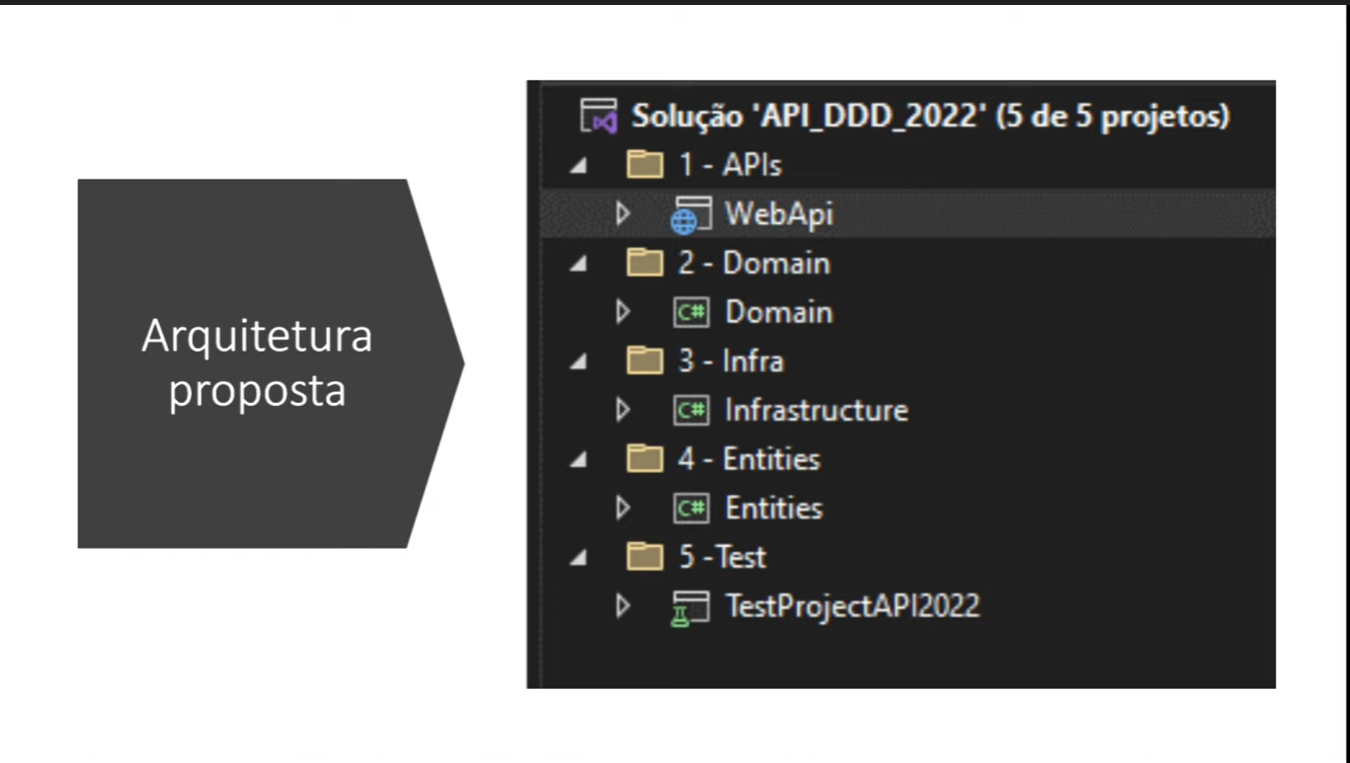 Arquitetura
proposta
Solução 'API_DDD_2022' (5 de 5 projetos)
1 - APIs
WebApi
2 - Domain
C# Domain
3 - Infra
C# Infrastructure
4 - Entities
C# Entities
5 -Test
TestProjectAPI2022